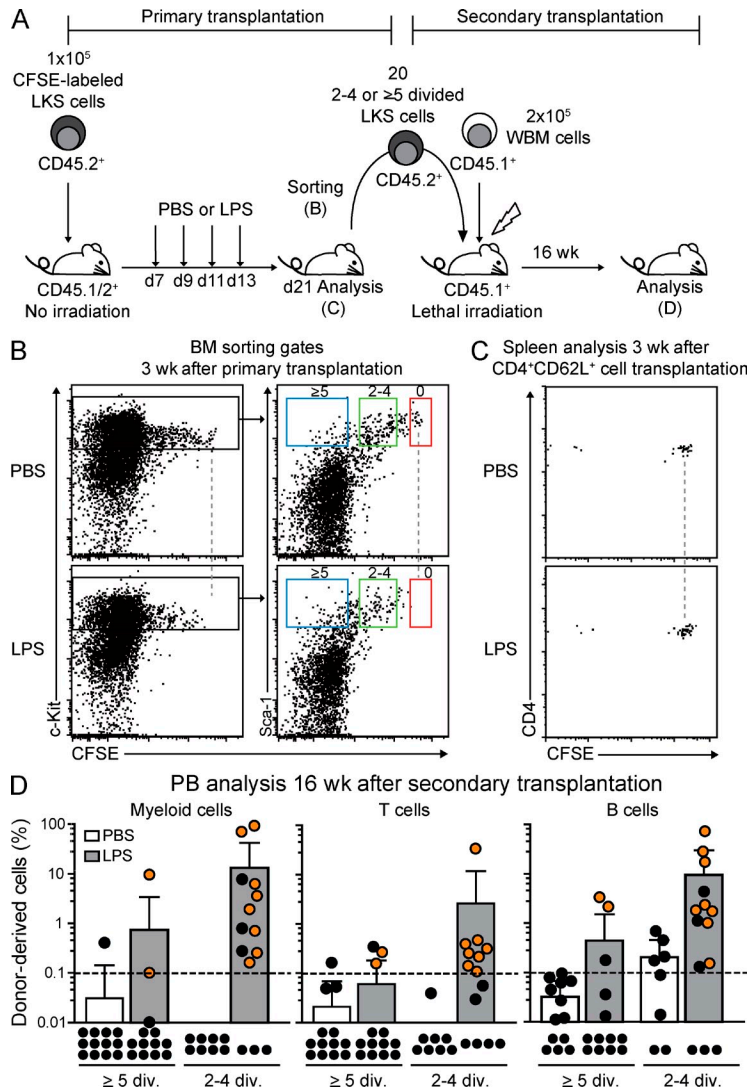 A
Primary transplantation
Secondary transplantation
1x10⁵
CFSE-labeled
LKS cells
CD45.2⁺
20
2-4 or ≥5 divided
LKS cells
CD45.2⁺
2x10⁵
WBM cells
CD45.1⁺
Sorting
(B)
PBS or LPS
d7 d9 d11 d13
16 wk
CD45.1/2⁺
No irradiation
d21 Analysis
(C)
CD45.1⁺
Lethal irradiation
Analysis
(D)
B
BM sorting gates
3 wk after primary transplantation
PBS
≥5 2-4 0
LPS
≥5 2-4 0
c-Kit
Sca-1
CFSE
C
Spleen analysis 3 wk after
CD4⁺CD62L⁺ cell transplantation
PBS
LPS
CD4
CFSE
D
PB analysis 16 wk after secondary transplantation
Myeloid cells
T cells
B cells
Donor-derived cells (%)
PBS
LPS
100
10
1
0.1
0.01
≥ 5 div. 2-4 div. ≥ 5 div. 2-4 div. ≥ 5 div. 2-4 div.